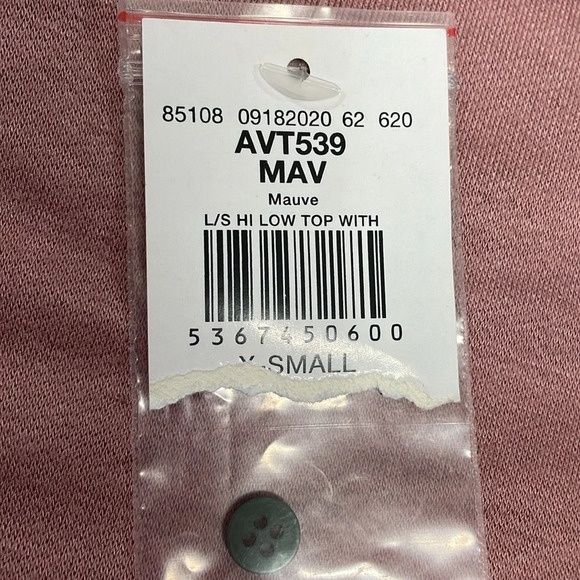 85108 09182020 62 620
AVT539
MAV
Mauve
L/S HI LOW TOP WITH
5367450600
X-SMALL